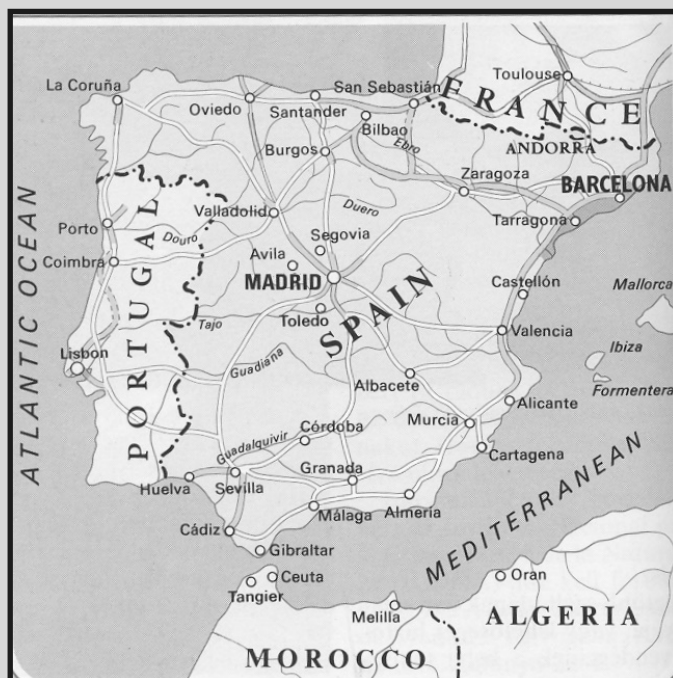 La Coruña
Oviedo
Santander
San Sebastián
Toulouse
FRANCE
Bilbao
Ebro
ANDORRA
Burgos
Zaragoza
BARCELONA
Valladolid
Duero
Tarragona
Porto
Douro
Segovia
Coimbra
Avila
MADRID
Castellón
Mallorca
SPAIN
PORTUGAL
ATLANTIC OCEAN
Tajo
Toledo
Valencia
Lisbon
Guadiana
Ibiza
Albacete
Formentera
Alicante
Murcia
Córdoba
Guadalquivir
Cartagena
Granada
Huelva
Sevilla
Málaga
Almería
MEDITERRANEAN
Cádiz
Gibraltar
Ceuta
Tangier
Oran
Melilla
ALGERIA
MOROCCO